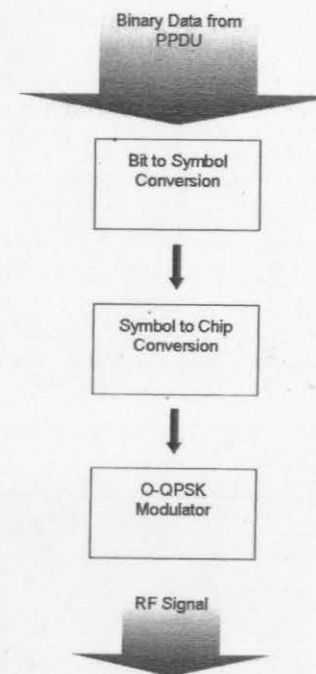 Binary Data from
PPDU
Bit to Symbol
Conversion
Symbol to Chip
Conversion
O-QPSK
Modulator
RF Signal